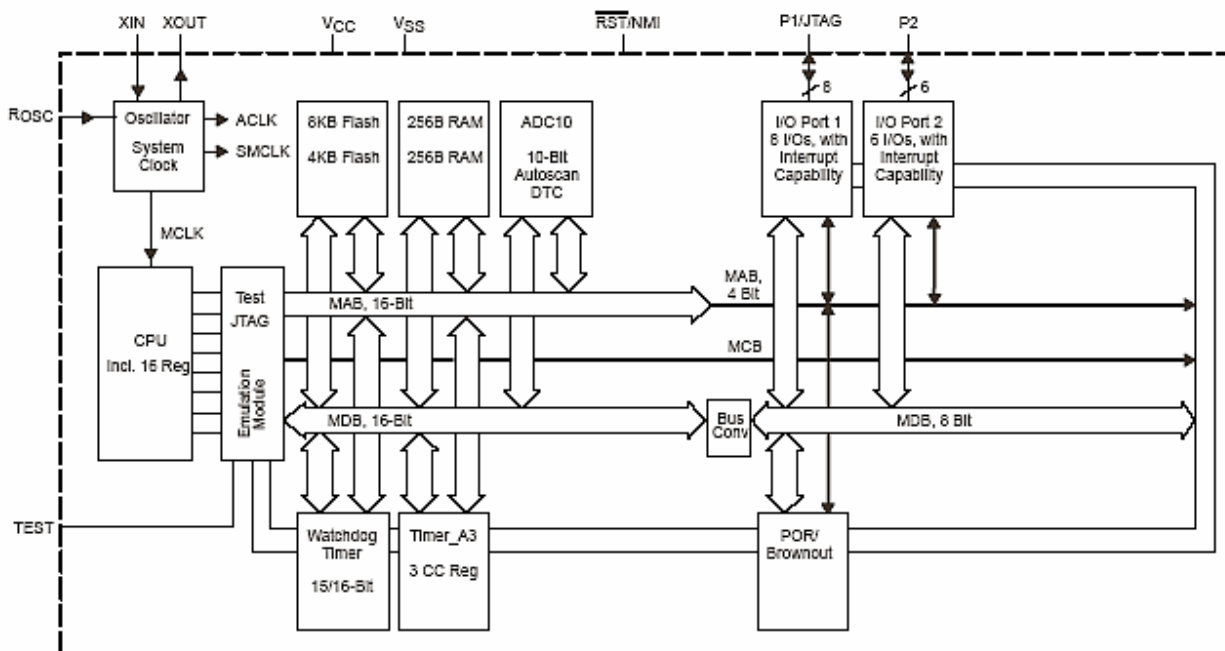 XIN XOUT VCC VSS RST/NMI P1/JTAG P2
8 6
ROSC
Oscillator
System
Clock
ACLK
SMCLK
8KB Flash
4KB Flash
256B RAM
256B RAM
ADC10
10-Bit
Autoscan
DTC
I/O Port 1
8 I/Os, with
Interrupt
Capability
I/O Port 2
6 I/Os, with
Interrupt
Capability
MCLK
CPU
Incl. 16 Reg
Test
JTAG
Emulation
Module
MAB, 16-Bit
MAB,
4 Bit
MCB
MDB, 16-Bit
Bus
Conv
MDB, 8 Bit
TEST
Watchdog
Timer
15/16-Bit
Timer_A3
3 CC Reg
POR/
Brownout